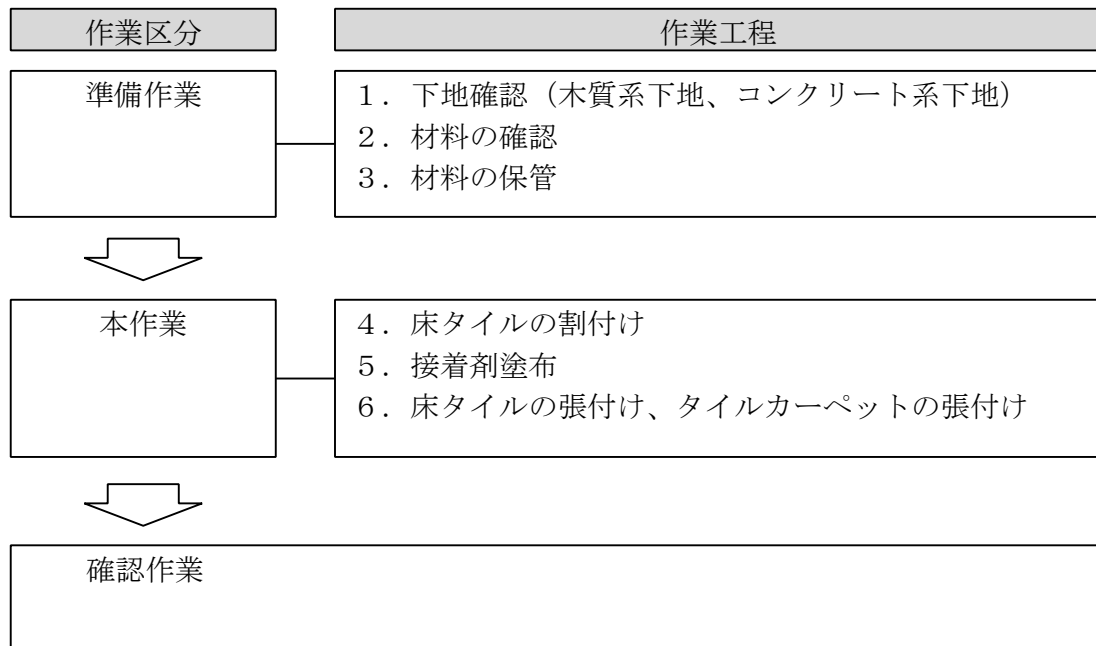 作業区分
作業工程
準備作業
１．下地確認（木質系下地、コンクリート系下地）
２．材料の確認
３．材料の保管
本作業
４．床タイルの割付け
５．接着剤塗布
６．床タイルの張付け、タイルカーペットの張付け
確認作業